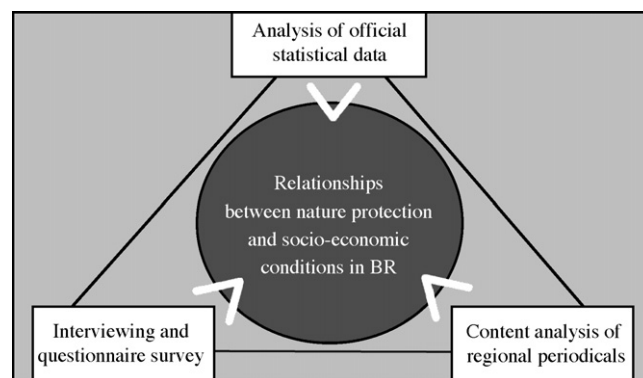 Analysis of official
statistical data
Relationships
between nature protection
and socio-economic
conditions in BR
Interviewing and
questionnaire survey
Content analysis of
regional periodicals